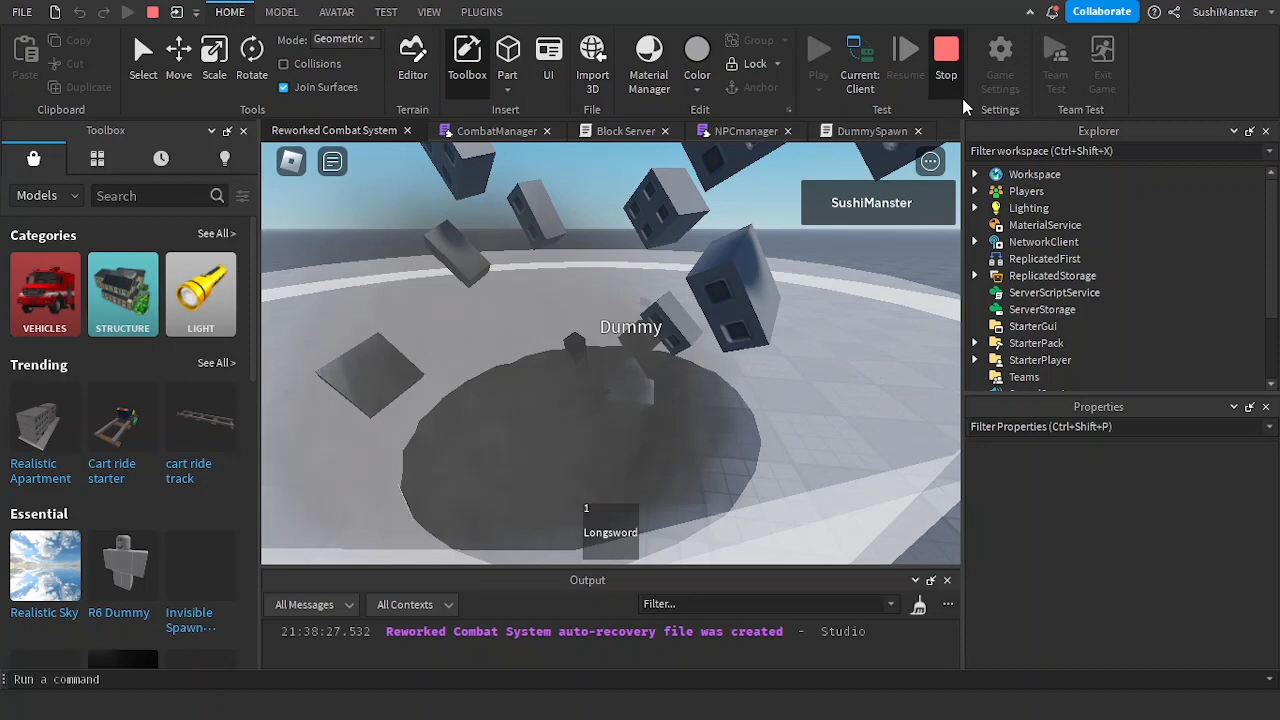 FILE
HOME
MODEL
AVATAR
TEST
VIEW
PLUGINS
Collaborate
SushiManster
Paste
Copy
Cut
Duplicate
Clipboard
Select
Move
Scale
Rotate
Mode:
Geometric
Collisions
Join Surfaces
Tools
Editor
Terrain
Toolbox
Part
UI
Insert
Import
3D
File
Material
Manager
Color
Group
Lock
Anchor
Edit
Play
Current:
Client
Resume
Stop
Test
Game
Settings
Settings
Team
Test
Exit
Game
Team Test
Toolbox
Models
Search
Categories
See All>
VEHICLES
STRUCTURE
LIGHT
Trending
See All>
Realistic
Apartment
Cart ride
starter
cart ride
track
Essential
Realistic Sky
R6 Dummy
Invisible
Spawn···
Reworked Combat System
CombatManager
Block Server
NPCmanager
DummySpawn
SushiManster
Dummy
1
Longsword
Output
All Messages
All Contexts
Filter...
21:38:27.532 Reworked Combat System auto-recovery file was created - Studio
Explorer
Filter workspace (Ctrl+Shift+X)
Workspace
Players
Lighting
MaterialService
NetworkClient
ReplicatedFirst
ReplicatedStorage
ServerScriptService
ServerStorage
StarterGui
StarterPack
StarterPlayer
Teams
Properties
Filter Properties (Ctrl+Shift+P)
Run a command